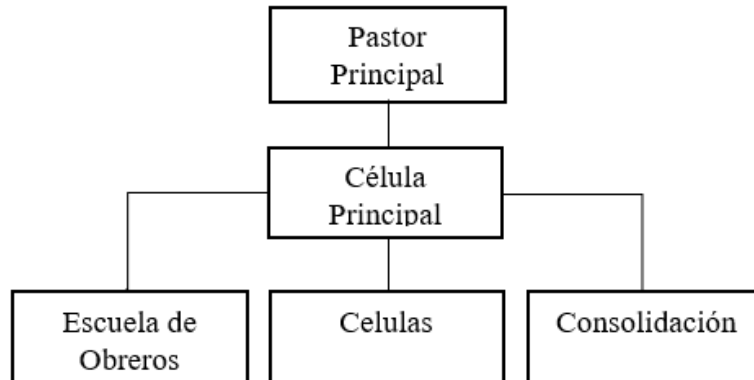 Pastor
Principal
Célula
Principal
Escuela de
Obreros
Celulas
Consolidación